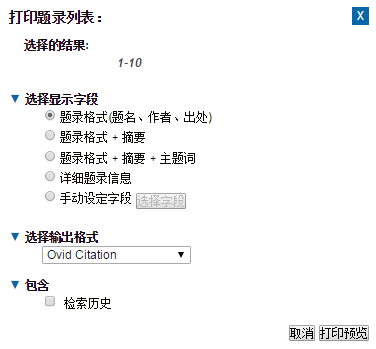 打印题录列表：
X
选择的结果:
1-10
▼ 选择显示字段
题录格式(题名、作者、出处)
题录格式 + 摘要
题录格式 + 摘要 + 主题词
详细题录信息
手动设定字段 选择字段
▼ 选择输出格式
Ovid Citation ▼
▼ 包含
检索历史
取消 打印预览